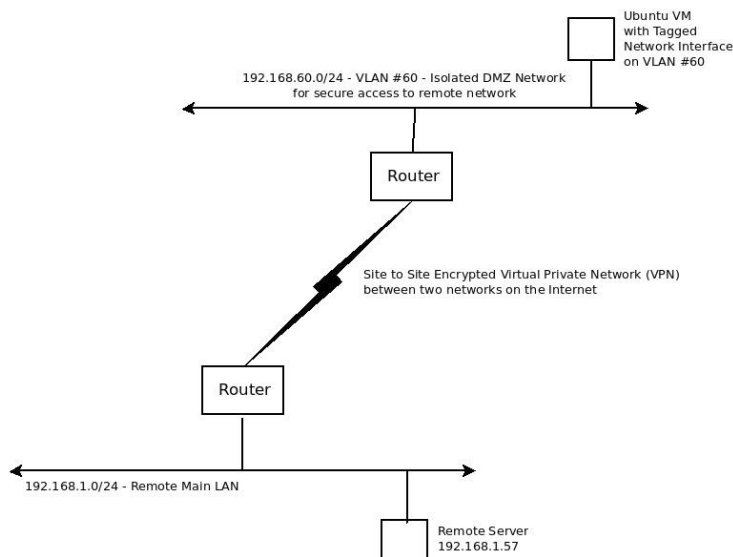 Ubuntu VM
with Tagged
Network Interface
on VLAN #60
192.168.60.0/24 - VLAN #60 - Isolated DMZ Network
for secure access to remote network
Router
Site to Site Encrypted Virtual Private Network (VPN)
between two networks on the Internet
Router
192.168.1.0/24 - Remote Main LAN
Remote Server
192.168.1.57